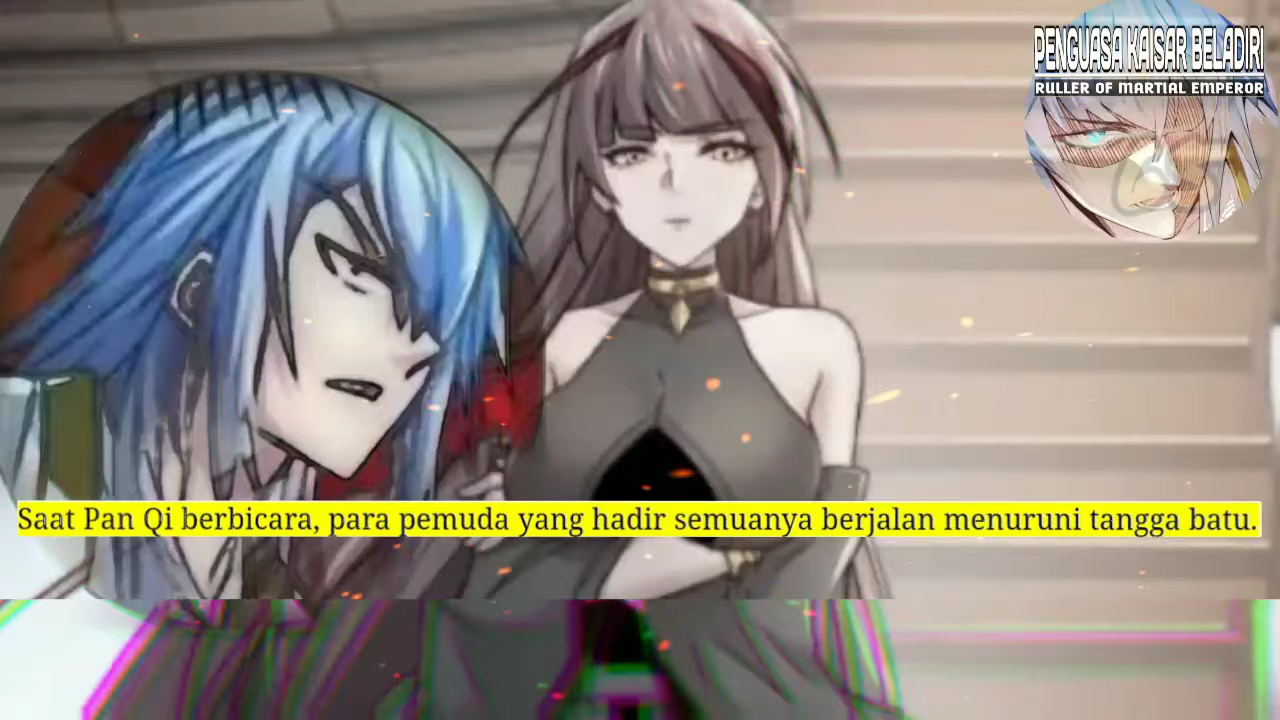 PENGUASA KAISAR BELADIRI
RULLER OF MARTIAL EMPEROR
Saat Pan Qi berbicara, para pemuda yang hadir semuanya berjalan menuruni tangga batu.